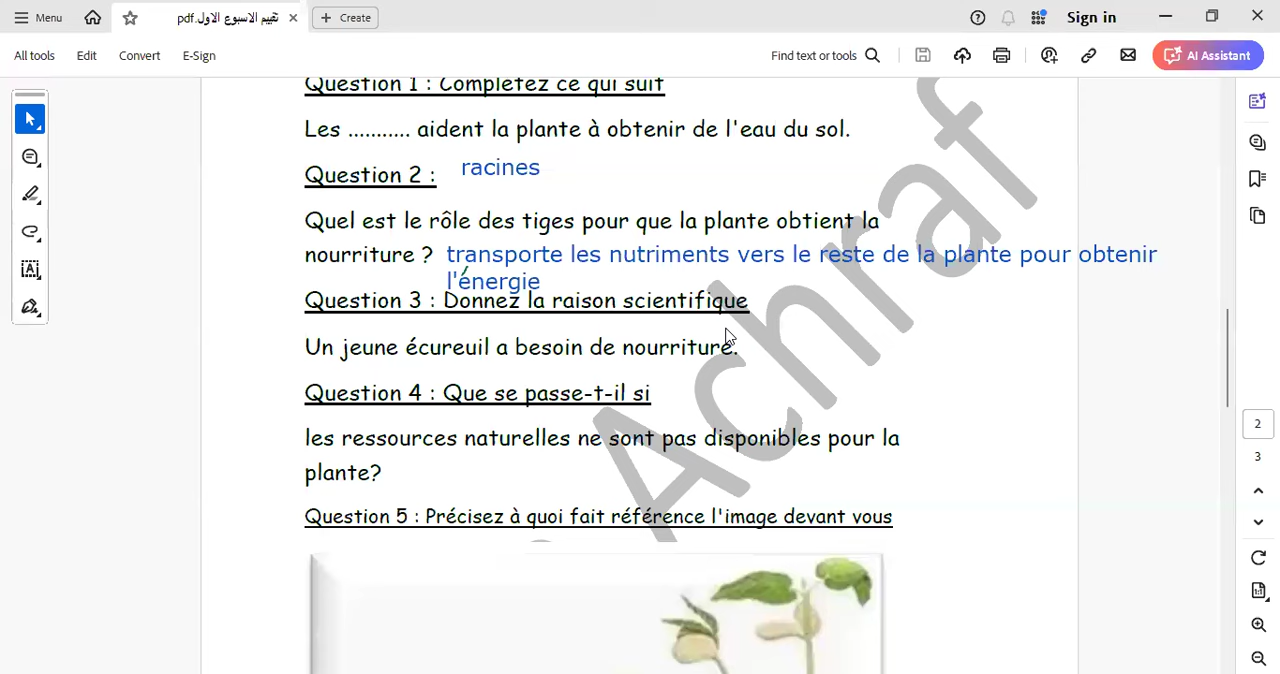 Menu
تقييم الاسبوع الاول.pdf
Create
Sign in
All tools
Edit
Convert
E-Sign
Find text or tools
AI Assistant
Question 1 : Complétez ce qui suit
Les ........... aident la plante à obtenir de l'eau du sol.
Question 2 :
racines
Quel est le rôle des tiges pour que la plante obtient la
nourriture ?
transporte les nutriments vers le reste de la plante pour obtenir
l'énergie
Question 3 : Donnez la raison scientifique
Un jeune écureuil a besoin de nourriture.
Question 4 : Que se passe-t-il si
les ressources naturelles ne sont pas disponibles pour la
plante?
Question 5 : Précisez à quoi fait référence l'image devant vous
Achraf
2
3